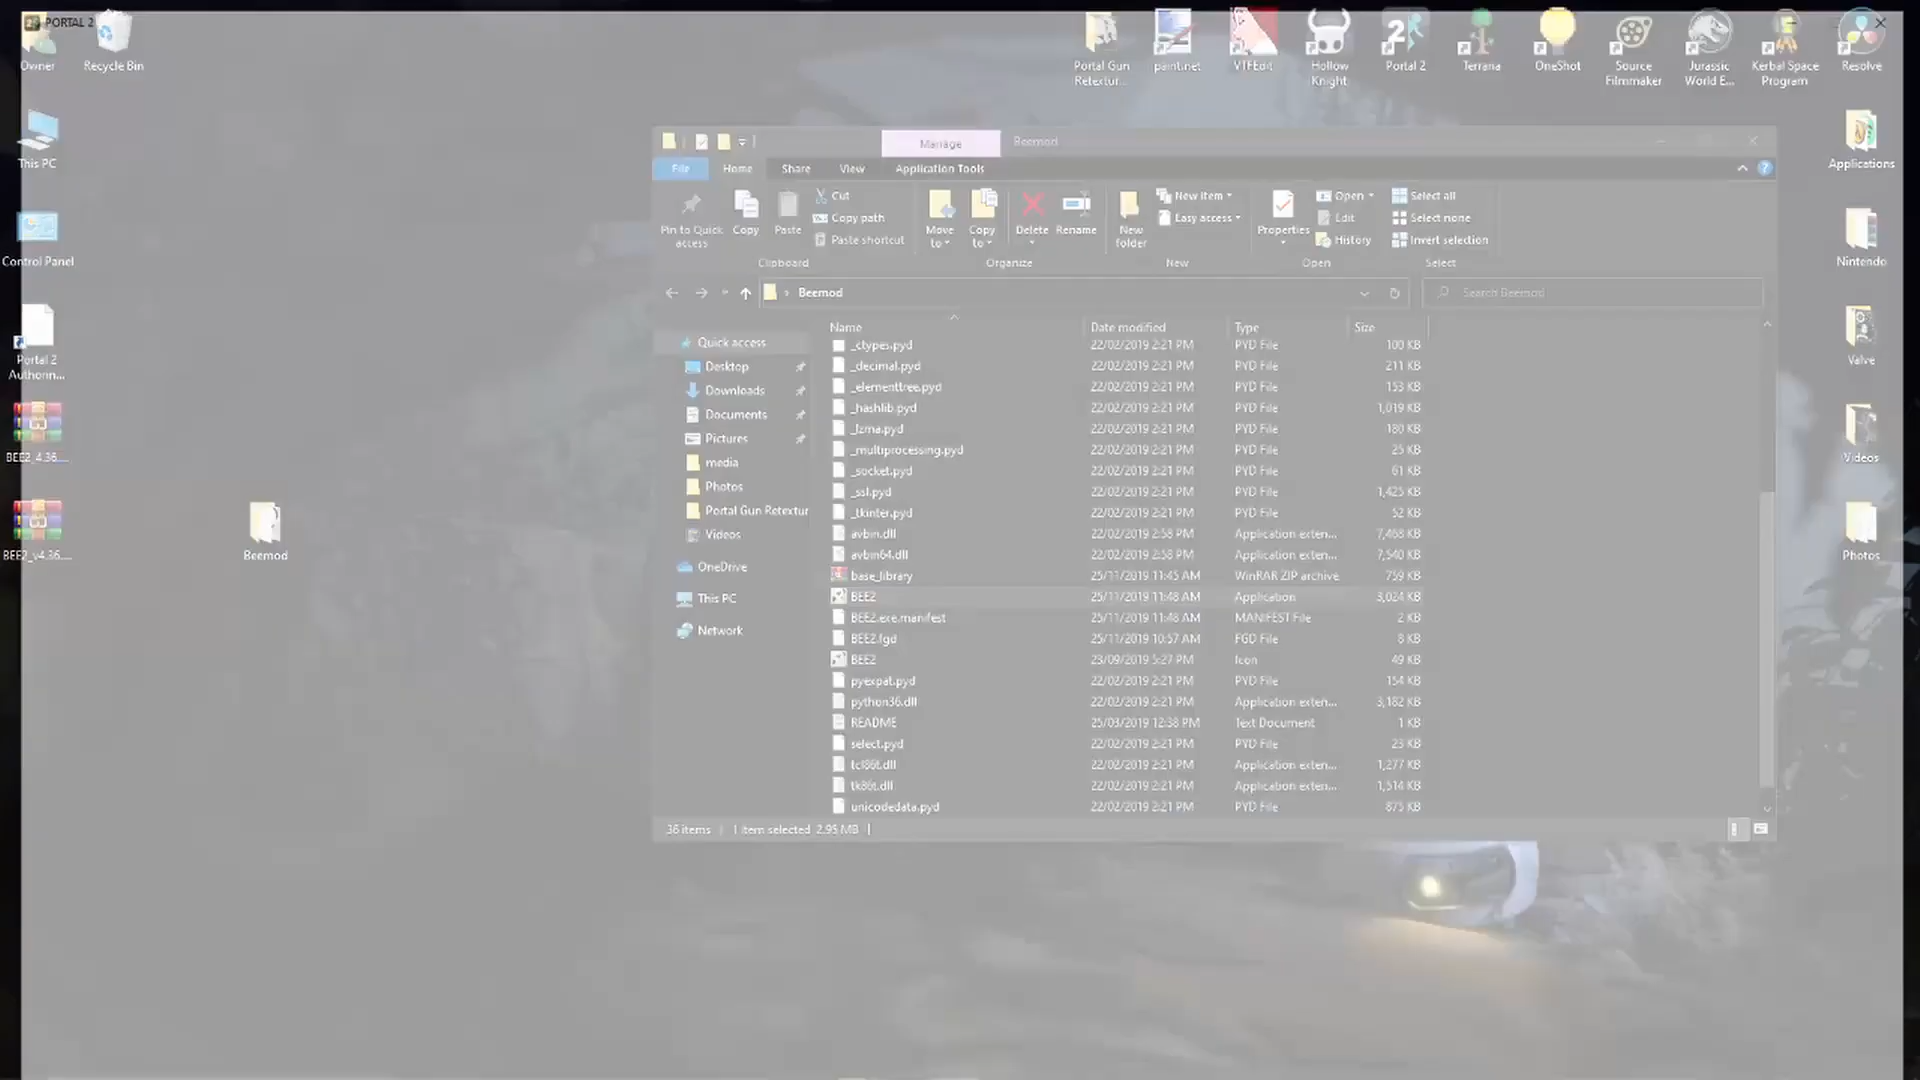 PORTAL 2
Owner
Recycle Bin
This PC
Control Panel
Portal 2
Authorin...
BEE2_4.36....
BEE2_v4.36....
Beemod
Portal Gun
Retextur...
paint.net
VTFEdit
Hollow
Knight
Portal 2
Terraria
OneShot
Source
Filmmaker
Jurassic
World E...
Kerbal Space
Program
Resolve
Applications
Nintendo
Valve
Videos
Photos
Manage
Beemod
File
Home
Share
View
Application Tools
Pin to Quick
access
Copy
Paste
Cut
Copy path
Paste shortcut
Clipboard
Move
to
Copy
to
Delete
Rename
Organize
New
folder
New item
Easy access
New
Properties
Open
Edit
History
Open
Select all
Select none
Invert selection
Select
Beemod
Search Beemod
Quick access
Desktop
Downloads
Documents
Pictures
media
Photos
Portal Gun Retextur
Videos
OneDrive
This PC
Network
Name Date modified Type Size
_ctypes.pyd 22/02/2019 2:21 PM PYD File 100 KB
_decimal.pyd 22/02/2019 2:21 PM PYD File 211 KB
_elementtree.pyd 22/02/2019 2:21 PM PYD File 153 KB
_hashlib.pyd 22/02/2019 2:21 PM PYD File 1,019 KB
_lzma.pyd 22/02/2019 2:21 PM PYD File 180 KB
_multiprocessing.pyd 22/02/2019 2:21 PM PYD File 25 KB
_socket.pyd 22/02/2019 2:21 PM PYD File 61 KB
_ssl.pyd 22/02/2019 2:21 PM PYD File 1,425 KB
_tkinter.pyd 22/02/2019 2:21 PM PYD File 52 KB
avbin.dll 22/02/2019 2:58 PM Application exten... 7,468 KB
avbin64.dll 22/02/2019 2:58 PM Application exten... 7,540 KB
base_library 25/11/2019 11:45 AM WinRAR ZIP archive 759 KB
BEE2 25/11/2019 11:48 AM Application 3,024 KB
BEE2.exe.manifest 25/11/2019 11:48 AM MANIFEST File 2 KB
BEE2.fgd 25/11/2019 10:57 AM FGD File 8 KB
BEE2 23/09/2019 5:27 PM Icon 49 KB
pyexpat.pyd 22/02/2019 2:21 PM PYD File 154 KB
python36.dll 22/02/2019 2:21 PM Application exten... 3,182 KB
README 25/03/2019 12:38 PM Text Document 1 KB
select.pyd 22/02/2019 2:21 PM PYD File 23 KB
tcl86t.dll 22/02/2019 2:21 PM Application exten... 1,277 KB
tk86t.dll 22/02/2019 2:21 PM Application exten... 1,514 KB
unicodedata.pyd 22/02/2019 2:21 PM PYD File 875 KB
36 items 1 item selected 2.95 MB